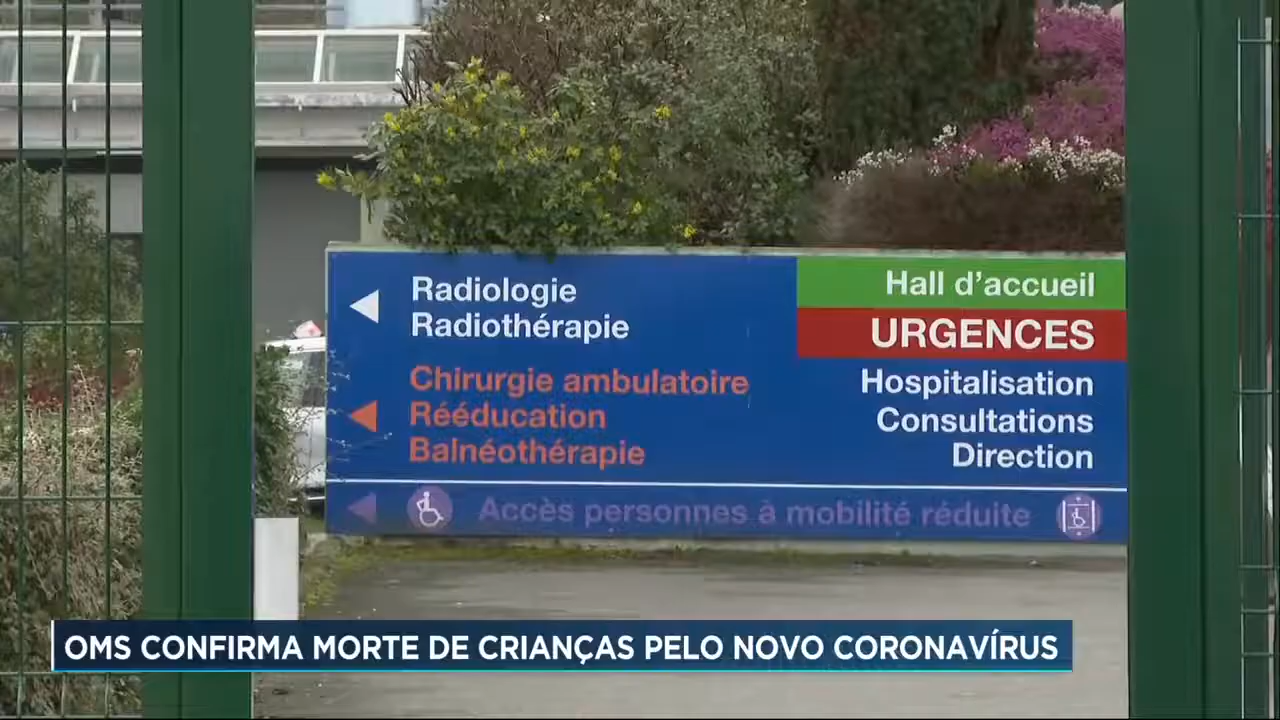 Radiologie
Radiothérapie
Chirurgie ambulatoire
Rééducation
Balnéothérapie
Hall d'accueil
URGENCES
Hospitalisation
Consultations
Direction
Accès personnes à mobilité réduite
OMS CONFIRMA MORTE DE CRIANÇAS PELO NOVO CORONAVÍRUS